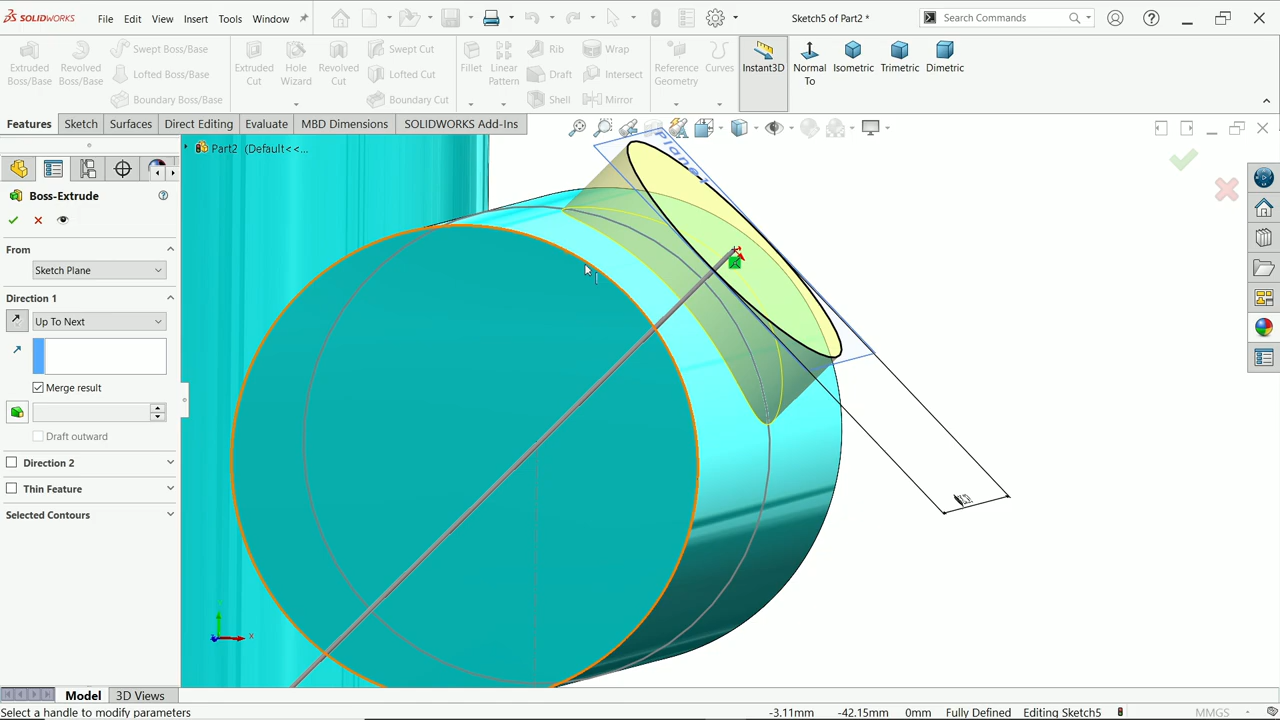 SOLIDWORKS
File Edit View Insert Tools Window
Sketch5 of Part2 *
Search Commands
Extruded Boss/Base
Revolved Boss/Base
Swept Boss/Base
Lofted Boss/Base
Boundary Boss/Base
Extruded Cut
Hole Wizard
Revolved Cut
Swept Cut
Lofted Cut
Boundary Cut
Fillet
Linear Pattern
Rib
Draft
Shell
Wrap
Intersect
Mirror
Reference Geometry
Curves
Instant3D
Normal To
Isometric
Trimetric
Dimetric
Features Sketch Surfaces Direct Editing Evaluate MBD Dimensions SOLIDWORKS Add-Ins
Part2 (Default<<...
Boss-Extrude
From
Sketch Plane
Direction 1
Up To Next
Merge result
Draft outward
Direction 2
Thin Feature
Selected Contours
x
Model 3D Views
Select a handle to modify parameters
-3.11mm -42.15mm 0mm Fully Defined Editing Sketch5 MMGS